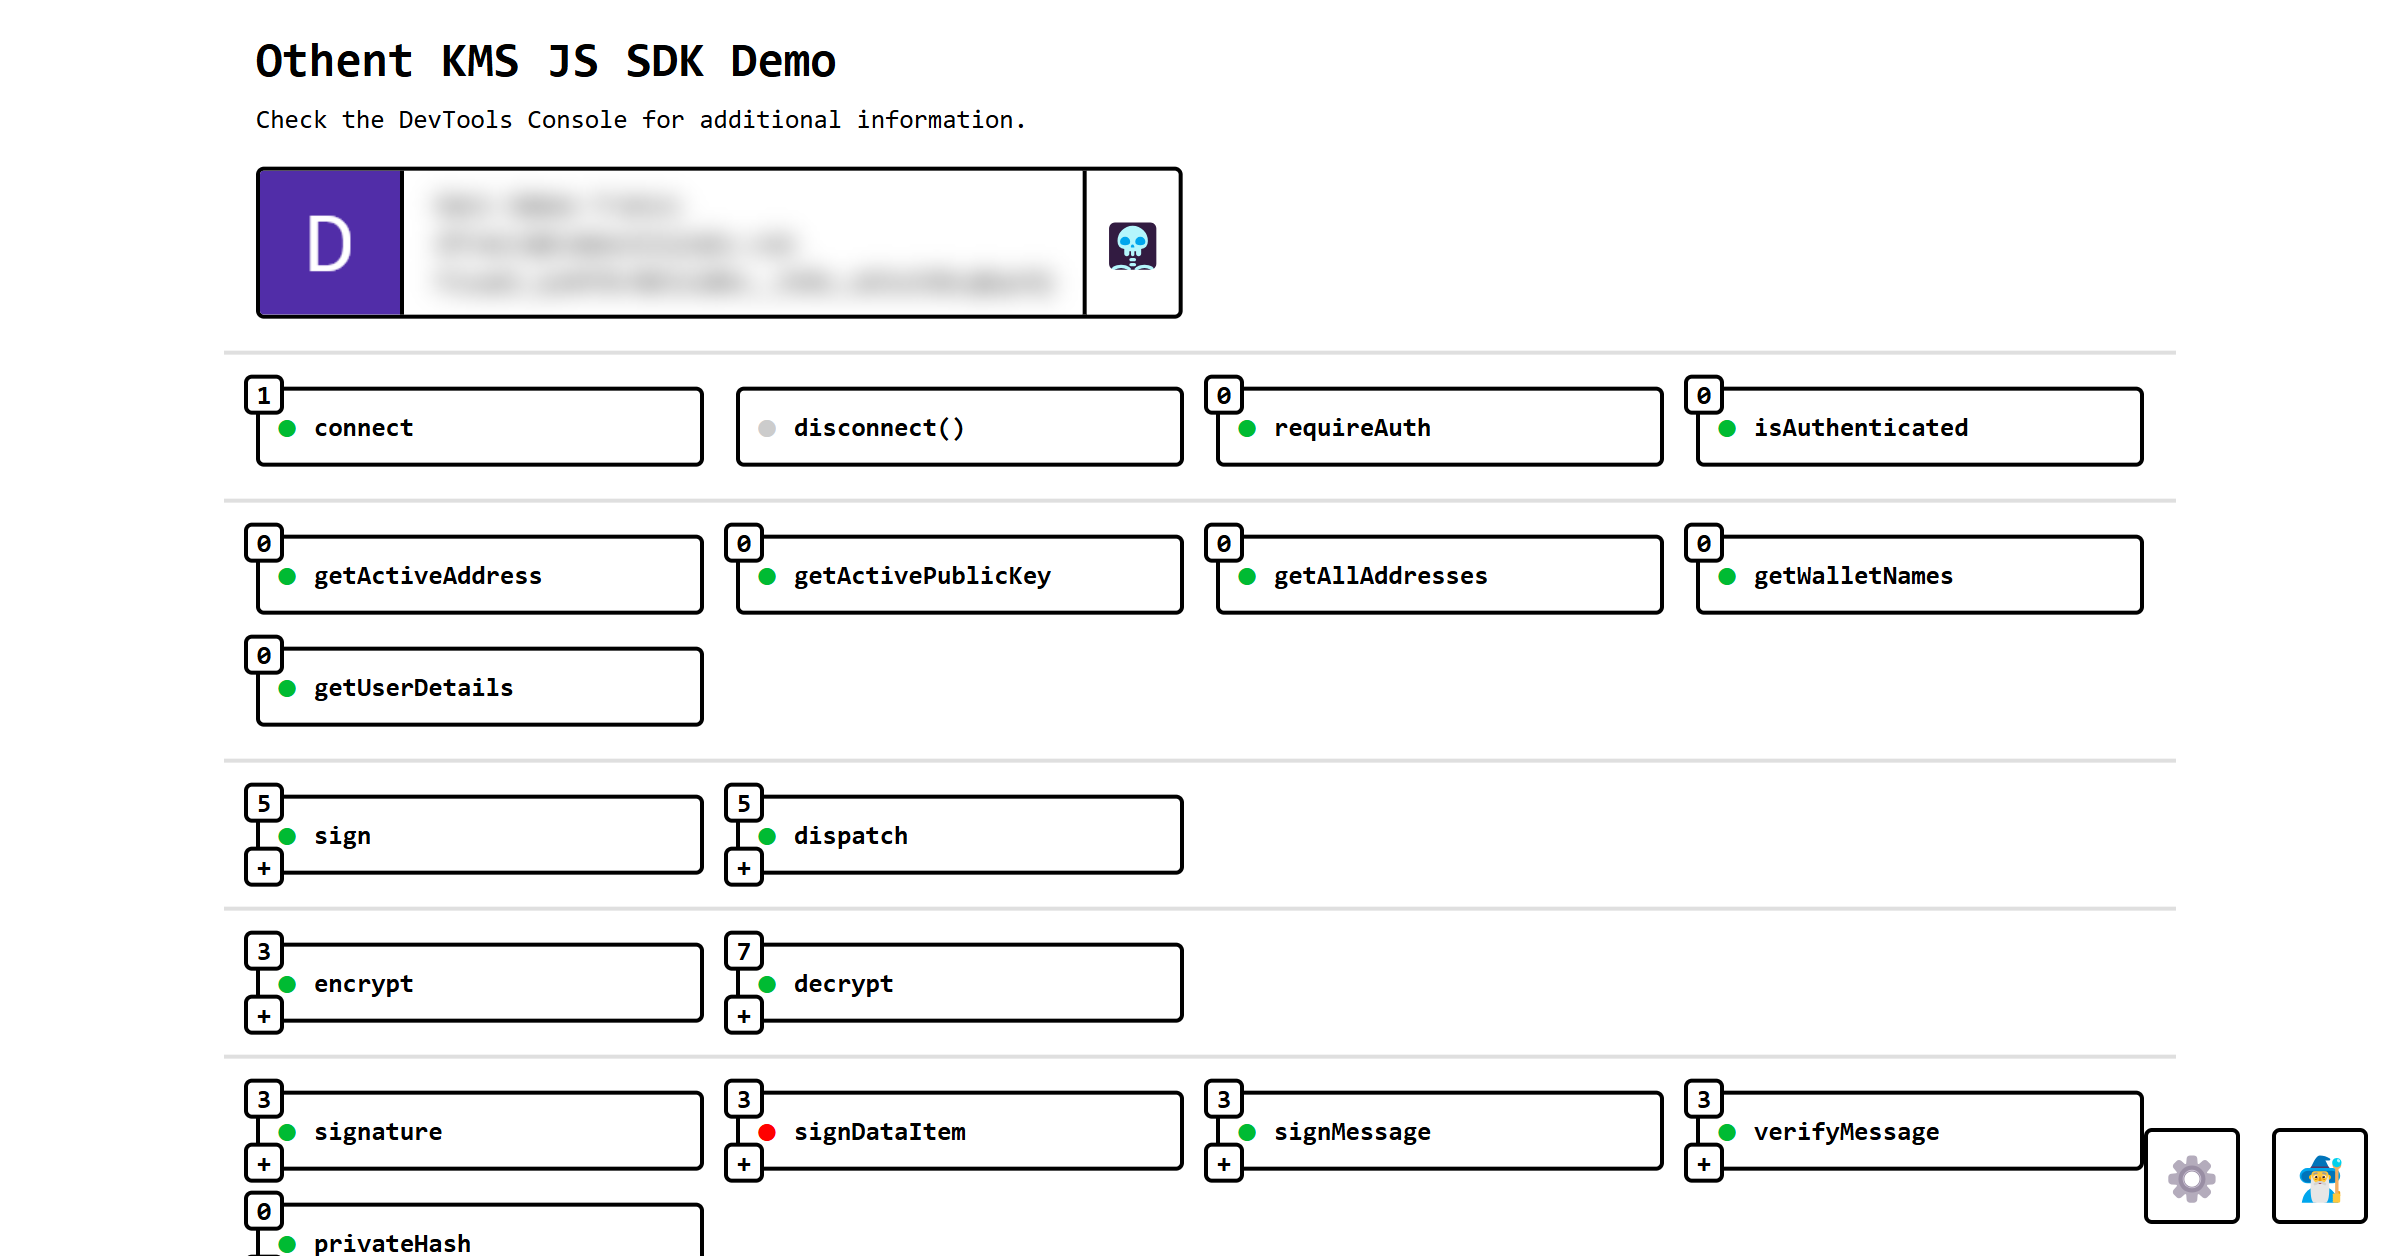 Othent KMS JS SDK Demo
Check the DevTools Console for additional information.
D
1
connect
disconnect()
0
requireAuth
0
isAuthenticated
0
getActiveAddress
0
getActivePublicKey
0
getAllAddresses
0
getWalletNames
0
getUserDetails
5
sign
+
5
dispatch
+
3
encrypt
+
7
decrypt
+
3
signature
+
3
signDataItem
+
3
signMessage
+
3
verifyMessage
+
0
privateHash